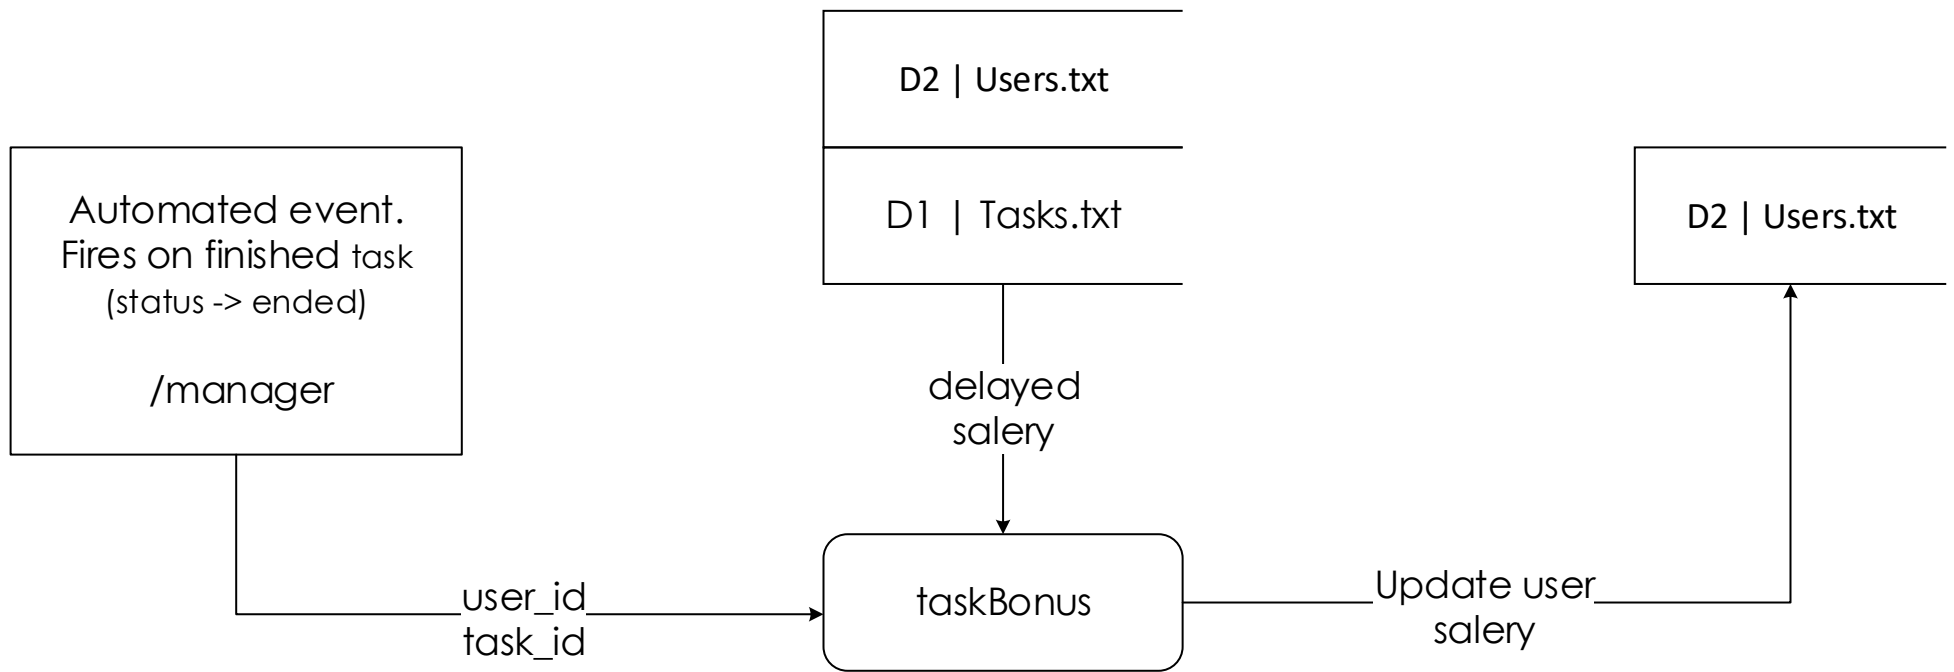 D2 | Users.txt
Automated event.
Fires on finished task
(status -> ended)
/manager
D1 | Tasks.txt
D2 | Users.txt
delayed
salery
user_id
task_id
taskBonus
Update user
salery